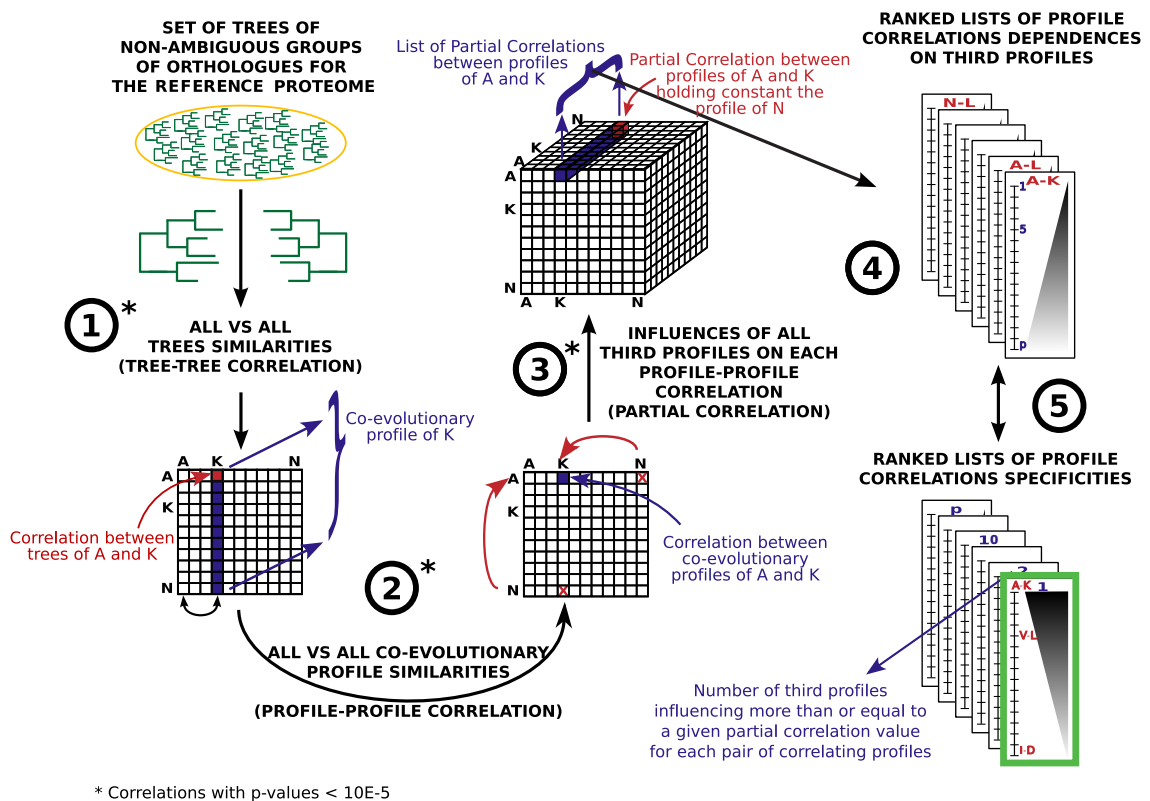 SET OF TREES OF
NON-AMBIGUOUS GROUPS
OF ORTHOLOGUES FOR
THE REFERENCE PROTEOME
1
*
ALL VS ALL
TREES SIMILARITIES
(TREE-TREE CORRELATION)
Co-evolutionary
profile of K
A K N
A
K
N
Correlation between
trees of A and K
2
*
ALL VS ALL CO-EVOLUTIONARY
PROFILE SIMILARITIES
(PROFILE-PROFILE CORRELATION)
A K N
A
K
N
X
X
Correlation between
co-evolutionary
profiles of A and K
3
*
INFLUENCES OF ALL
THIRD PROFILES ON EACH
PROFILE-PROFILE
CORRELATION
(PARTIAL CORRELATION)
List of Partial Correlations
between profiles
of A and K
Partial Correlation between
profiles of A and K
holding constant the
profile of N
N
K
A
A
K
N
A K N
4
RANKED LISTS OF PROFILE
CORRELATIONS DEPENDENCES
ON THIRD PROFILES
N-L
A-L
A-K
1
5
p
5
RANKED LISTS OF PROFILE
CORRELATIONS SPECIFICITIES
p
10
2
A-K 1
V-L
I-D
Number of third profiles
influencing more than or equal to
a given partial correlation value
for each pair of correlating profiles
* Correlations with p-values < 10E-5